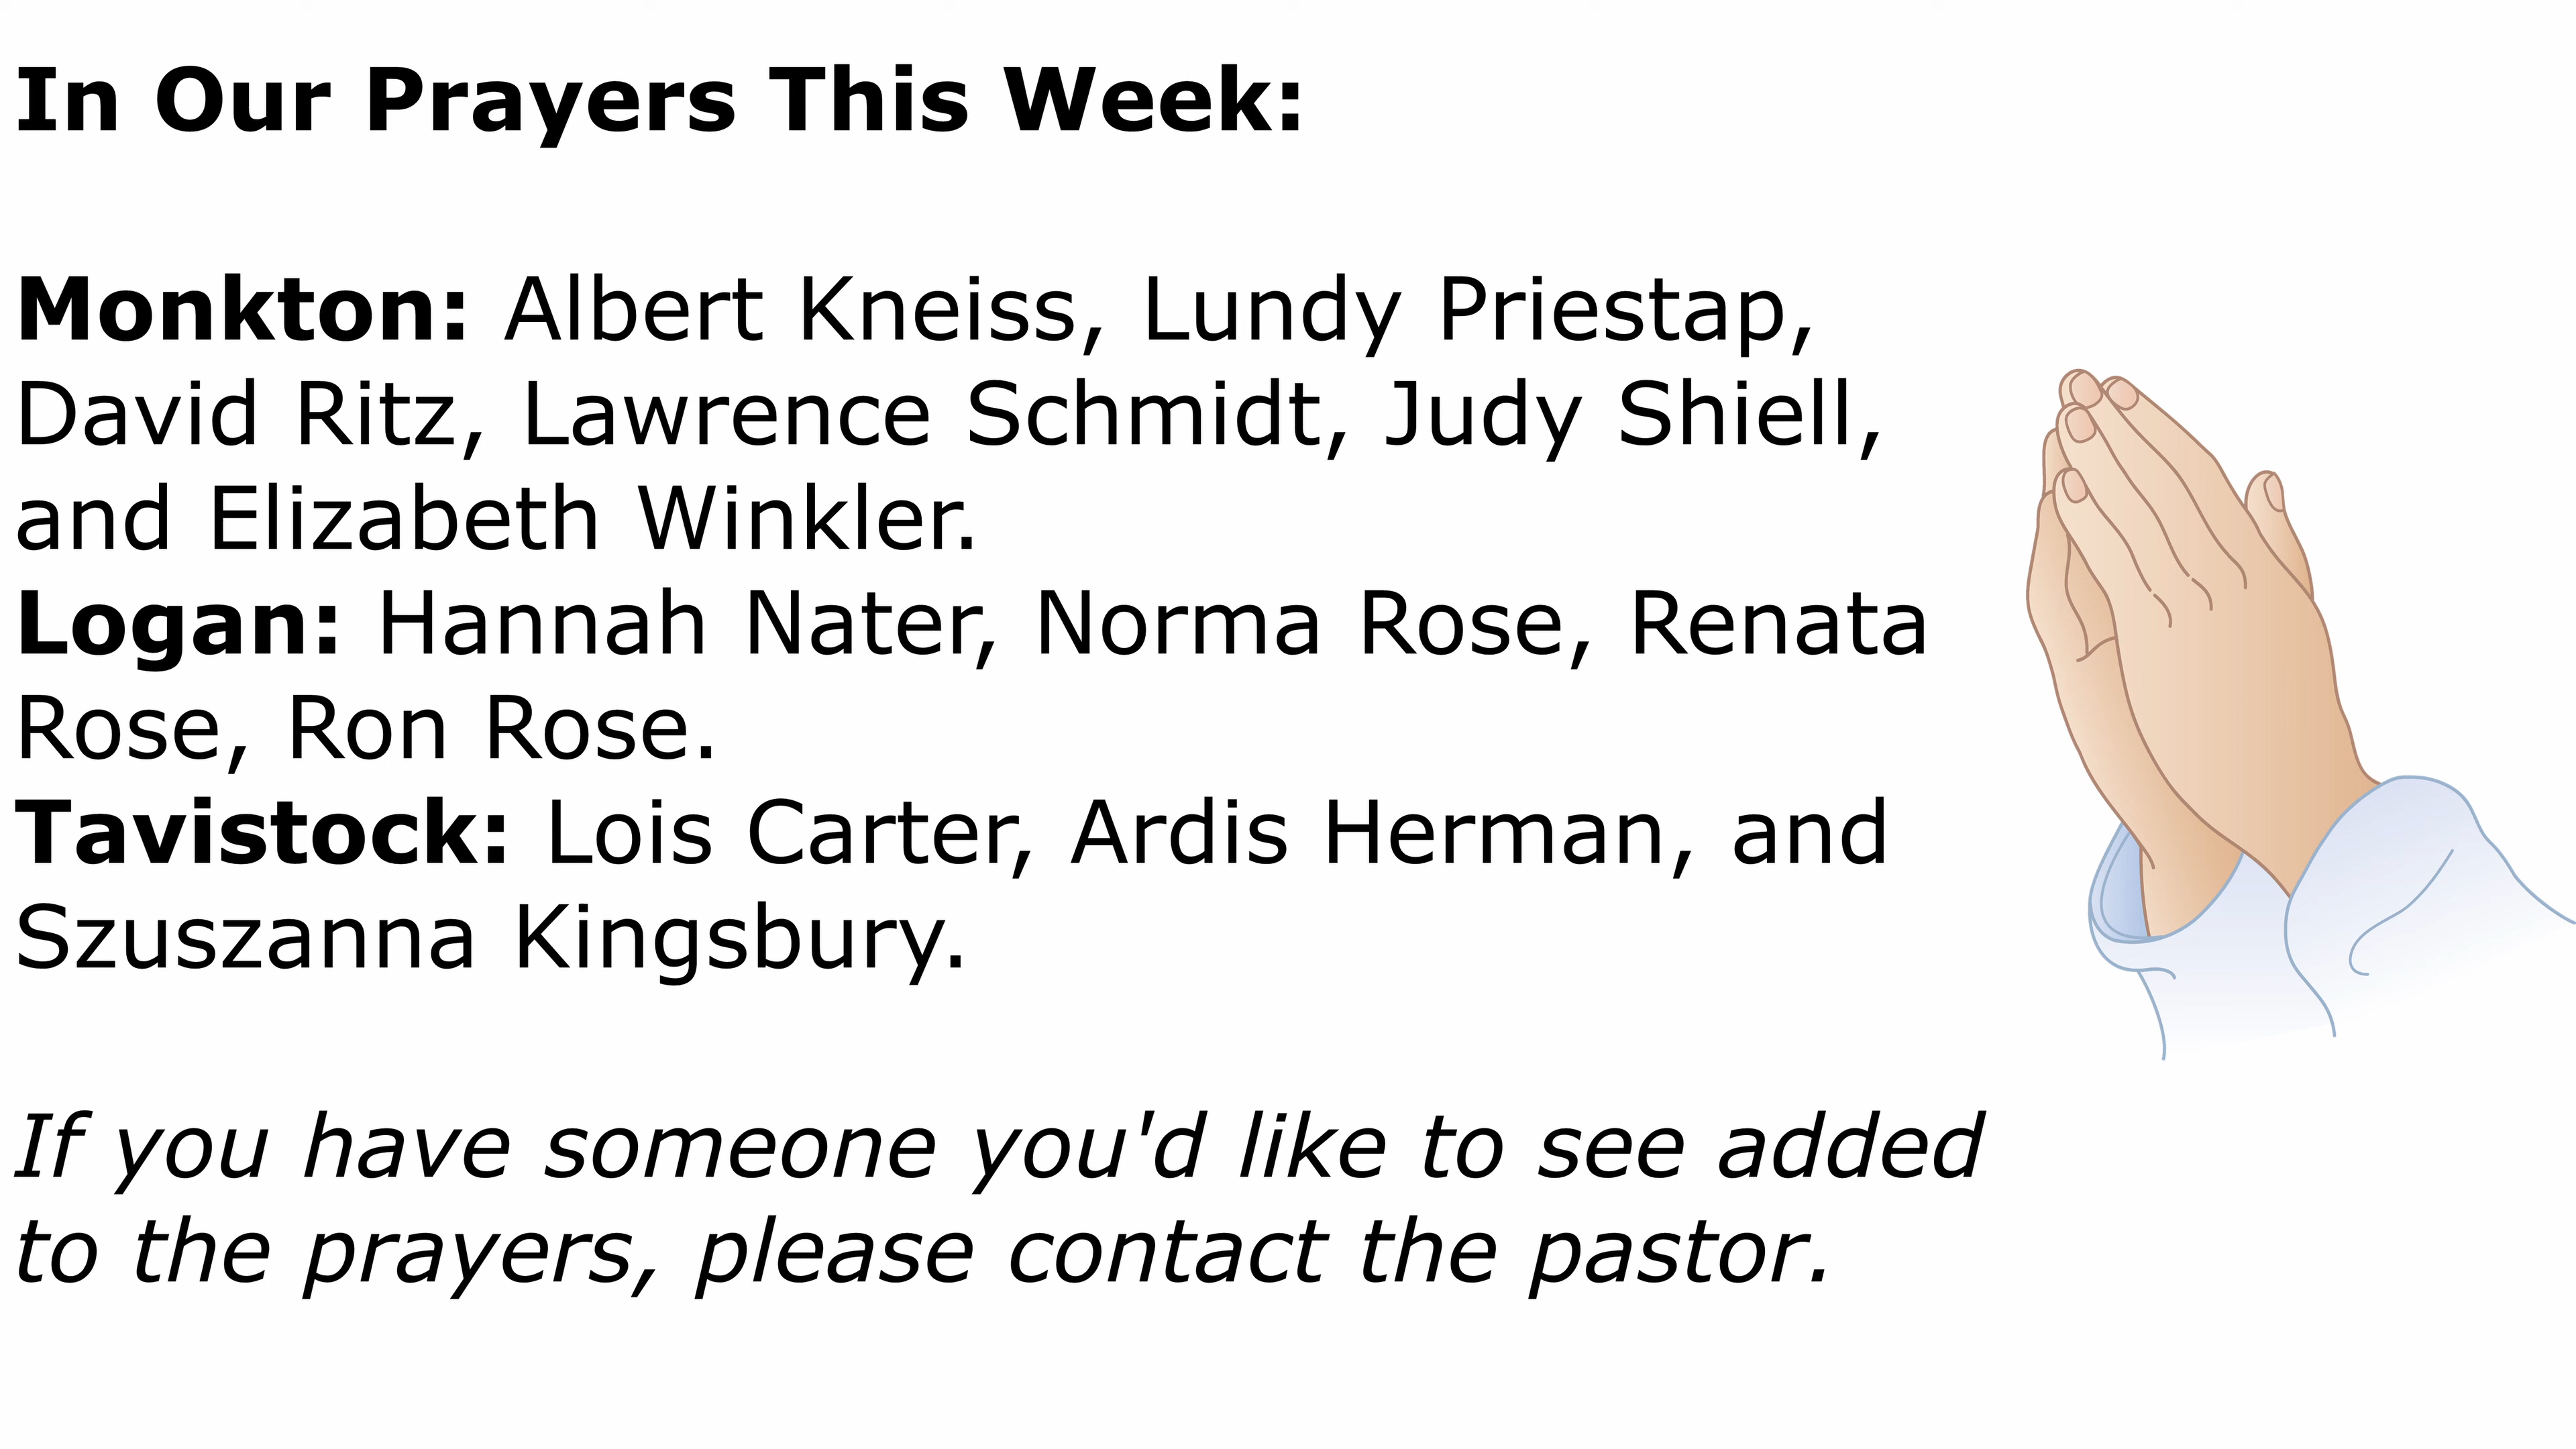 In Our Prayers This Week:
Monkton: Albert Kneiss, Lundy Priestap,
David Ritz, Lawrence Schmidt, Judy Shiell,
and Elizabeth Winkler.
Logan: Hannah Nater, Norma Rose, Renata
Rose, Ron Rose.
Tavistock: Lois Carter, Ardis Herman, and
Szuszanna Kingsbury.
If you have someone you'd like to see added
to the prayers, please contact the pastor.